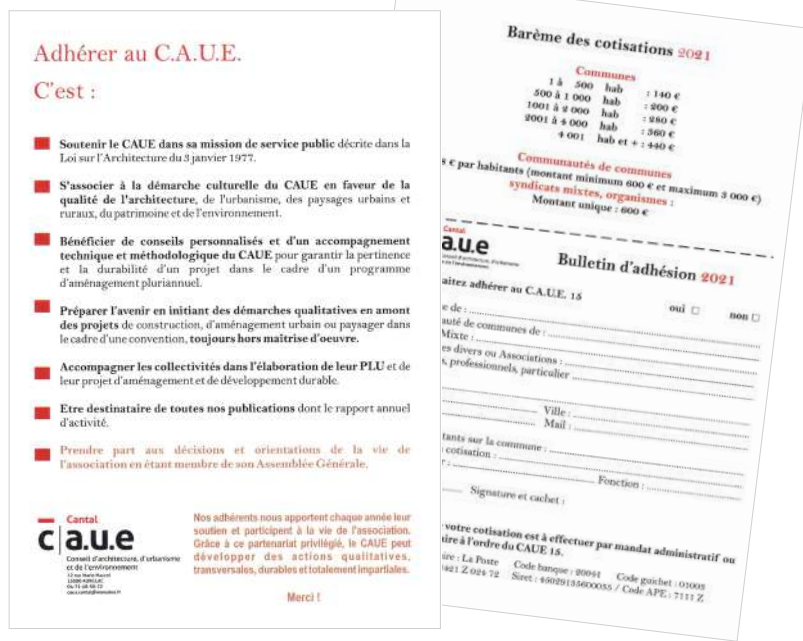 Adhérer au C.A.U.E.
C'est :
Soutenir le CAUE dans sa mission de service public décrite dans la
Loi sur l'Architecture du 3 janvier 1977.
S'associer à la démarche culturelle du CAUE en faveur de la
qualité de l'architecture, de l'urbanisme, des paysages urbains et
ruraux, du patrimoine et de l'environnement.
Bénéficier de conseils personnalisés et d'un accompagnement
technique et méthodologique du CAUE pour garantir la pertinence
et la durabilité d'un projet dans le cadre d'un programme
d'aménagement pluriannuel.
Préparer l'avenir en initiant des démarches qualitatives en amont
des projets de construction, d'aménagement urbain ou paysager dans
le cadre d'une convention, toujours hors maîtrise d'oeuvre.
Accompagner les collectivités dans l'élaboration de leur PLU et de
leur projet d'aménagement et de développement durable.
Etre destinataire de toutes nos publications dont le rapport annuel
d'activité.
Prendre part aux décisions et orientations de la vie de
l'association en étant membre de son Assemblée Générale.
Cantal
c a.u.e
Conseil d'architecture, d'urbanisme
et de l'environnement
Nos adhérents nous apportent chaque année leur
soutien et participent à la vie de l'association.
Grâce à ce partenariat privilégié, le CAUE peut
développer des actions qualitatives,
transversales, durables et totalement impartiales.
Merci !
Barème des cotisations 2021
Communes
1 à 500 hab : 140 €
500 à 1 000 hab : 200 €
1001 à 2 000 hab : 280 €
2001 à 4 000 hab : 360 €
4 001 hab et + : 440 €
Communautés de communes
€ par habitants (montant minimum 600 € et maximum 3 000 €)
syndicats mixtes, organismes :
Montant unique : 600 €
Cantal
a.u.e
Bulletin d'adhésion 2021
aitez adhérer au C.A.U.E. 15 oui non
e de :
auté de communes de :
Mixte :
es divers ou Associations :
s, professionnels, particulier
Ville :
Mail :
tants sur la commune :
cotisation :
r : Fonction :
Signature et cachet :
votre cotisation est à effectuer par mandat administratif ou
ire à l'ordre du CAUE 15.
ire : La Poste Code banque : 20041 Code guichet : 01003
421 Z 024 72 Siret : 45029135600035 / Code APE : 7111 Z